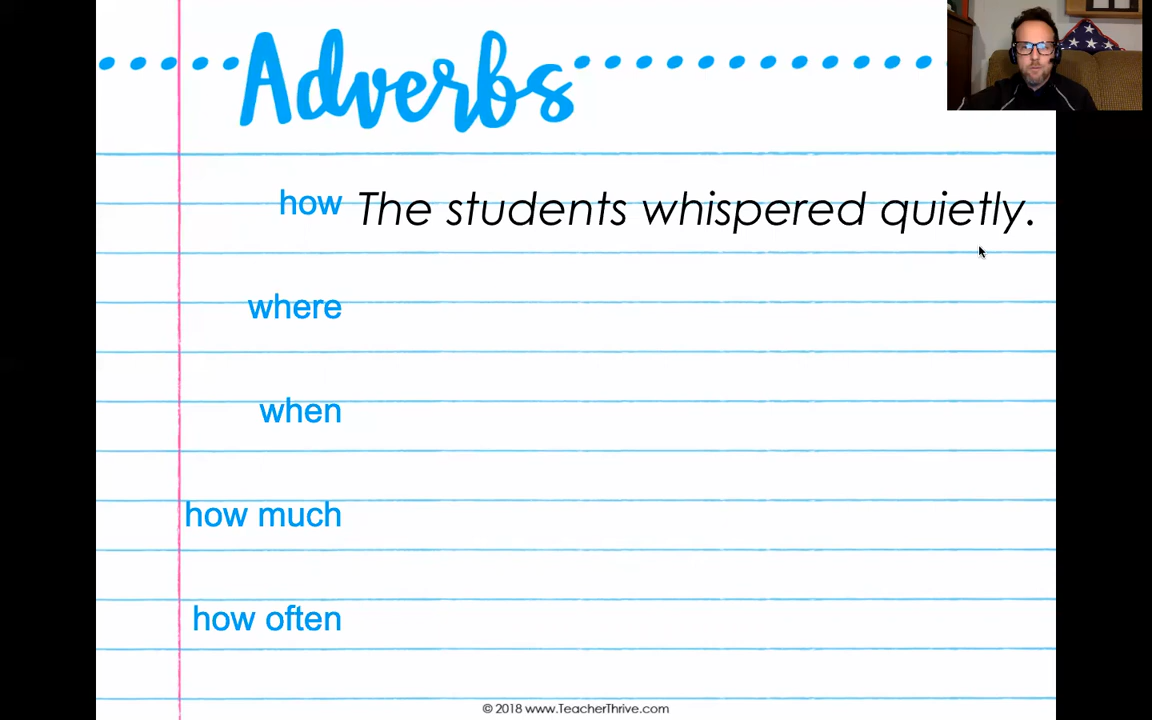 Adverbs
how The students whispered quietly.
where
when
how much
how often
© 2018 www.TeacherThrive.com